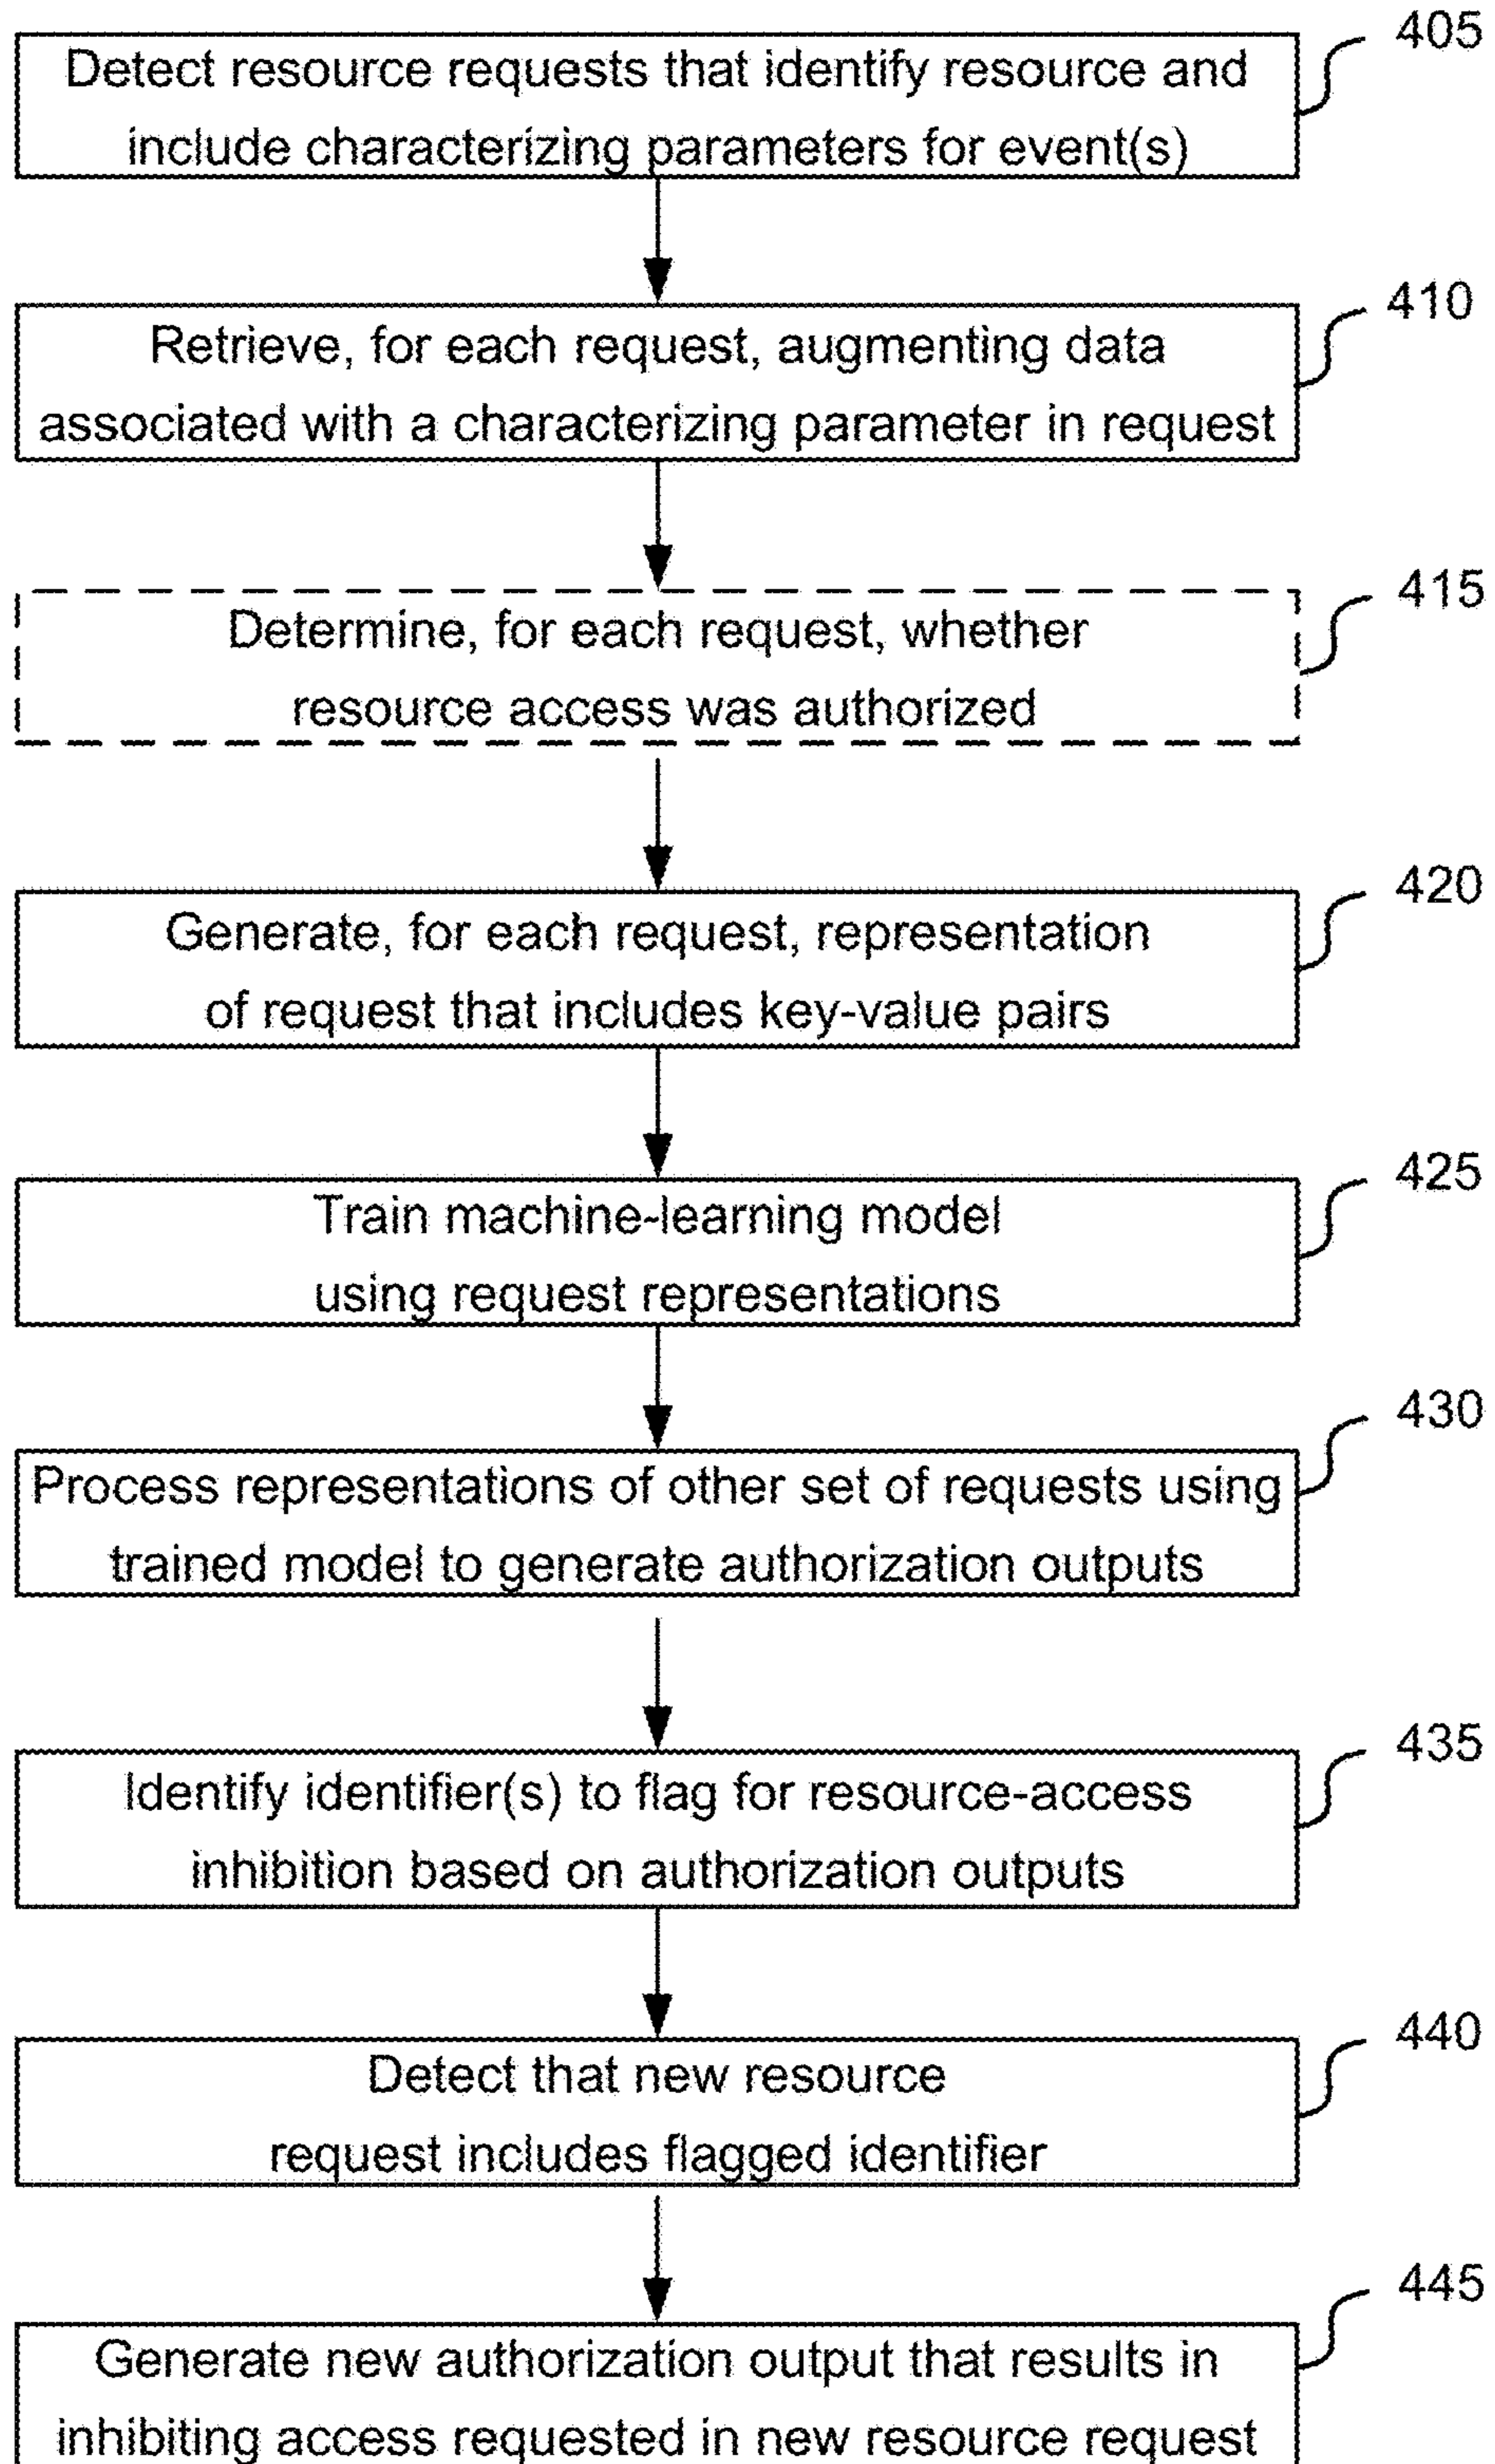 405
Detect resource requests that identify resource and
include characterizing parameters for event(s)
410
Retrieve, for each request, augmenting data
associated with a characterizing parameter in request
415
Determine, for each request, whether
resource access was authorized
420
Generate, for each request, representation
of request that includes key-value pairs
425
Train machine-learning model
using request representations
430
Process representations of other set of requests using
trained model to generate authorization outputs
435
Identify identifier(s) to flag for resource-access
inhibition based on authorization outputs
440
Detect that new resource
request includes flagged identifier
445
Generate new authorization output that results in
inhibiting access requested in new resource request